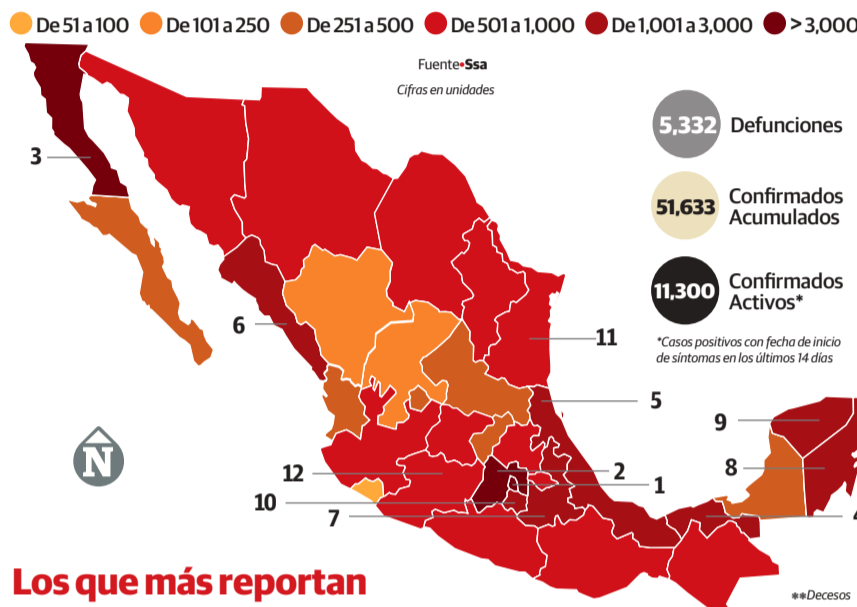 De 51 a 100 De 101 a 250 De 251 a 500 De 501 a 1,000 De 1,001 a 3,000 > 3,000
Fuente•Ssa
Cifras en unidades
5,332 Defunciones
51,633 Confirmados
Acumulados
11,300 Confirmados
Activos*
*Casos positivos con fecha de inicio
de síntomas en los últimos 14 días
3
6
11
5
9
12
2
8
10
1
7
4
N
Los que más reportan
**Decesos